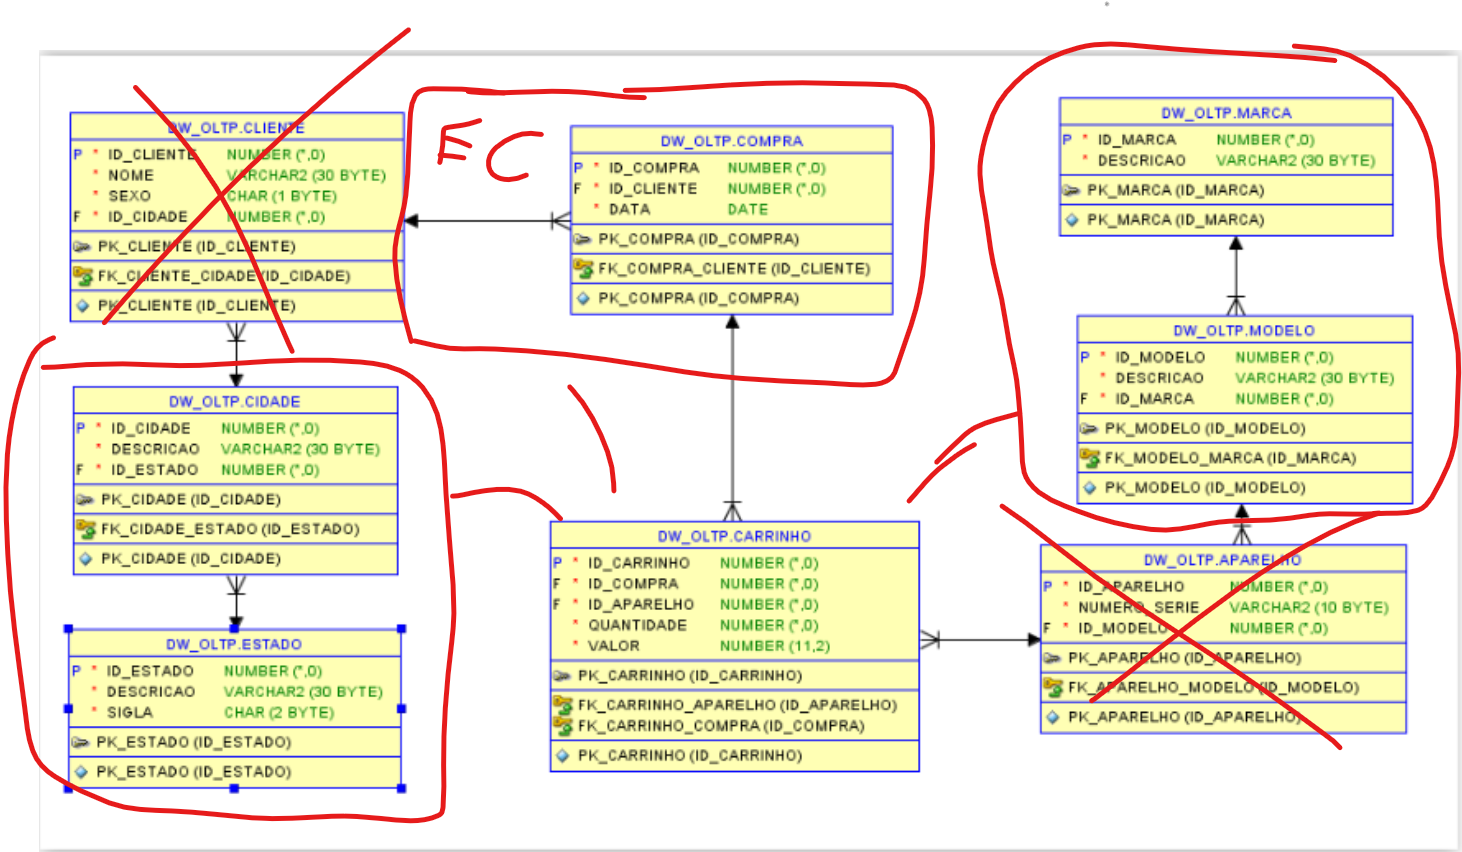 DW_OLTP.CLIENTE
P * ID_CLIENTE NUMBER (*,0)
* NOME VARCHAR2 (30 BYTE)
* SEXO CHAR (1 BYTE)
F * ID_CIDADE NUMBER (*,0)
PK_CLIENTE (ID_CLIENTE)
FK_CLIENTE_CIDADE (ID_CIDADE)
PK_CLIENTE (ID_CLIENTE)
EC
DW_OLTP.COMPRA
P * ID_COMPRA NUMBER (*,0)
F * ID_CLIENTE NUMBER (*,0)
* DATA DATE
PK_COMPRA (ID_COMPRA)
FK_COMPRA_CLIENTE (ID_CLIENTE)
PK_COMPRA (ID_COMPRA)
DW_OLTP.MARCA
P * ID_MARCA NUMBER (*,0)
* DESCRICAO VARCHAR2 (30 BYTE)
PK_MARCA (ID_MARCA)
PK_MARCA (ID_MARCA)
DW_OLTP.MODELO
P * ID_MODELO NUMBER (*,0)
* DESCRICAO VARCHAR2 (30 BYTE)
F * ID_MARCA NUMBER (*,0)
PK_MODELO (ID_MODELO)
FK_MODELO_MARCA (ID_MARCA)
PK_MODELO (ID_MODELO)
DW_OLTP.CIDADE
P * ID_CIDADE NUMBER (*,0)
* DESCRICAO VARCHAR2 (30 BYTE)
F * ID_ESTADO NUMBER (*,0)
PK_CIDADE (ID_CIDADE)
FK_CIDADE_ESTADO (ID_ESTADO)
PK_CIDADE (ID_CIDADE)
DW_OLTP.ESTADO
P * ID_ESTADO NUMBER (*,0)
* DESCRICAO VARCHAR2 (30 BYTE)
* SIGLA CHAR (2 BYTE)
PK_ESTADO (ID_ESTADO)
PK_ESTADO (ID_ESTADO)
DW_OLTP.CARRINHO
P * ID_CARRINHO NUMBER (*,0)
F * ID_COMPRA NUMBER (*,0)
F * ID_APARELHO NUMBER (*,0)
* QUANTIDADE NUMBER (*,0)
* VALOR NUMBER (11,2)
PK_CARRINHO (ID_CARRINHO)
FK_CARRINHO_APARELHO (ID_APARELHO)
FK_CARRINHO_COMPRA (ID_COMPRA)
PK_CARRINHO (ID_CARRINHO)
DW_OLTP.APARELHO
P * ID_APARELHO NUMBER (*,0)
* NUMERO_SERIE VARCHAR2 (10 BYTE)
F * ID_MODELO NUMBER (*,0)
PK_APARELHO (ID_APARELHO)
FK_APARELHO_MODELO (ID_MODELO)
PK_APARELHO (ID_APARELHO)